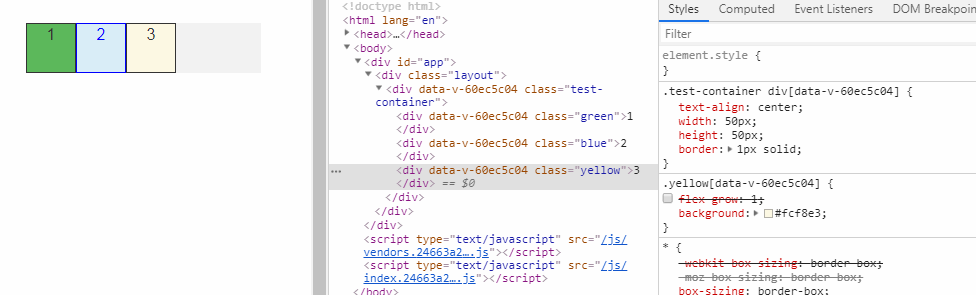 1 2 3
<!doctype html>
<html lang="en">
<head>…</head>
<body>
<div id="app">
<div class="layout">
<div data-v-60ec5c04 class="test-
container">
<div data-v-60ec5c04 class="green">1
</div>
<div data-v-60ec5c04 class="blue">2
</div>
… <div data-v-60ec5c04 class="yellow">3
</div> == $0
</div>
</div>
</div>
<script type="text/javascript" src="/js/
vendors.24663a2….js"></script>
<script type="text/javascript" src="/js/
index.24663a2….js"></script>
</body>
Styles Computed Event Listeners DOM Breakpoin
Filter
element.style {
}
.test-container div[data-v-60ec5c04] {
text-align: center;
width: 50px;
height: 50px;
border: 1px solid;
}
.yellow[data-v-60ec5c04] {
flex-grow: 1;
background: #fcf8e3;
}
* {
-webkit-box-sizing: border-box;
-moz-box-sizing: border-box;
box-sizing: border-box;